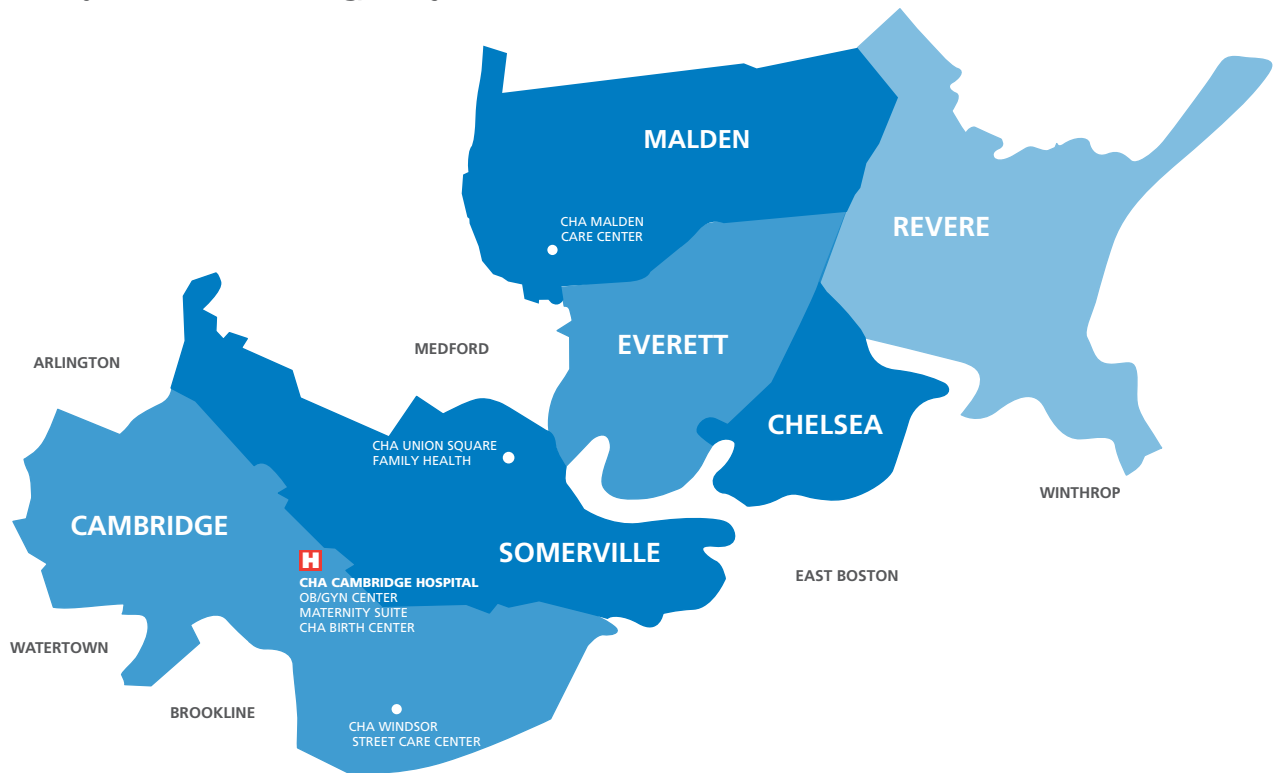 MALDEN
CHA MALDEN
CARE CENTER
REVERE
EVERETT
MEDFORD
ARLINGTON
CHELSEA
CHA UNION SQUARE
FAMILY HEALTH
WINTHROP
CAMBRIDGE
SOMERVILLE
H
CHA CAMBRIDGE HOSPITAL
OB/GYN CENTER
MATERNITY SUITE
CHA BIRTH CENTER
EAST BOSTON
WATERTOWN
BROOKLINE
CHA WINDSOR
STREET CARE CENTER